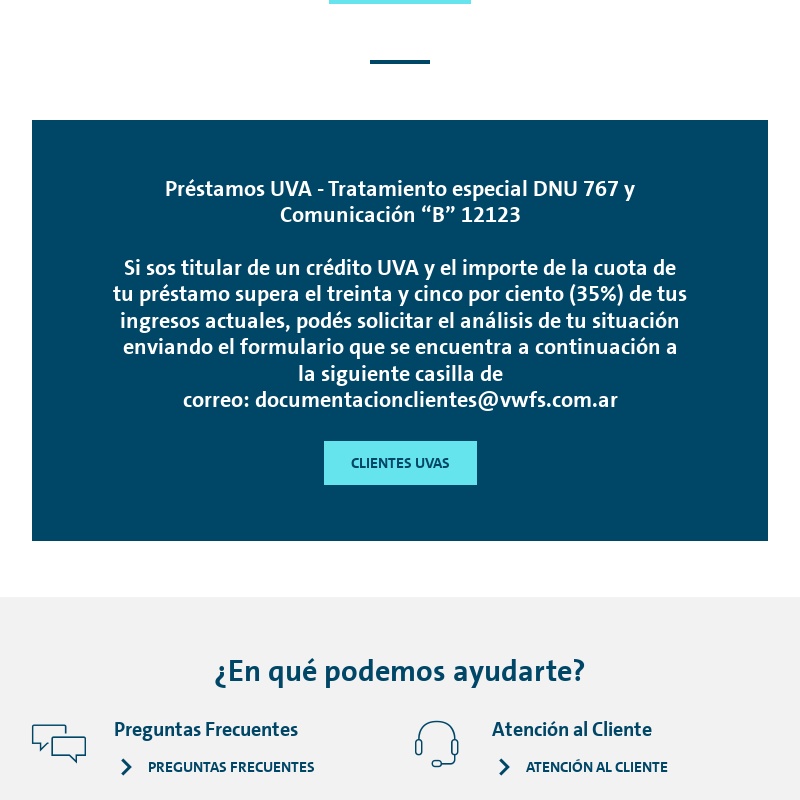 Préstamos UVA - Tratamiento especial DNU 767 y
Comunicación “B” 12123
Si sos titular de un crédito UVA y el importe de la cuota de
tu préstamo supera el treinta y cinco por ciento (35%) de tus
ingresos actuales, podés solicitar el análisis de tu situación
enviando el formulario que se encuentra a continuación a
la siguiente casilla de
correo: documentacionclientes@vwfs.com.ar
CLIENTES UVAS
¿En qué podemos ayudarte?
Preguntas Frecuentes
PREGUNTAS FRECUENTES
Atención al Cliente
ATENCIÓN AL CLIENTE